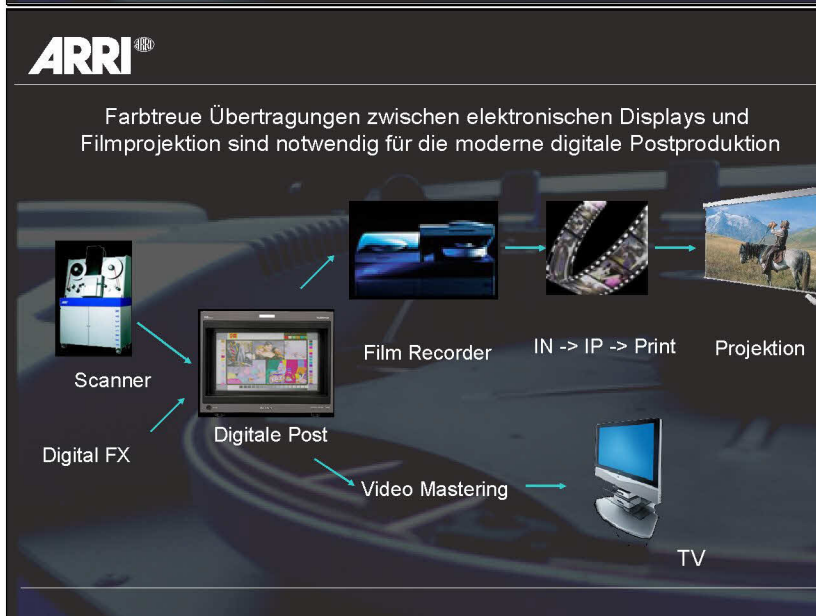 ARRI®
Farbtreue Übertragungen zwischen elektronischen Displays und
Filmprojektion sind notwendig für die moderne digitale Postproduktion
Scanner
Digital FX
Digitale Post
Film Recorder
IN -> IP -> Print
Projektion
Video Mastering
TV